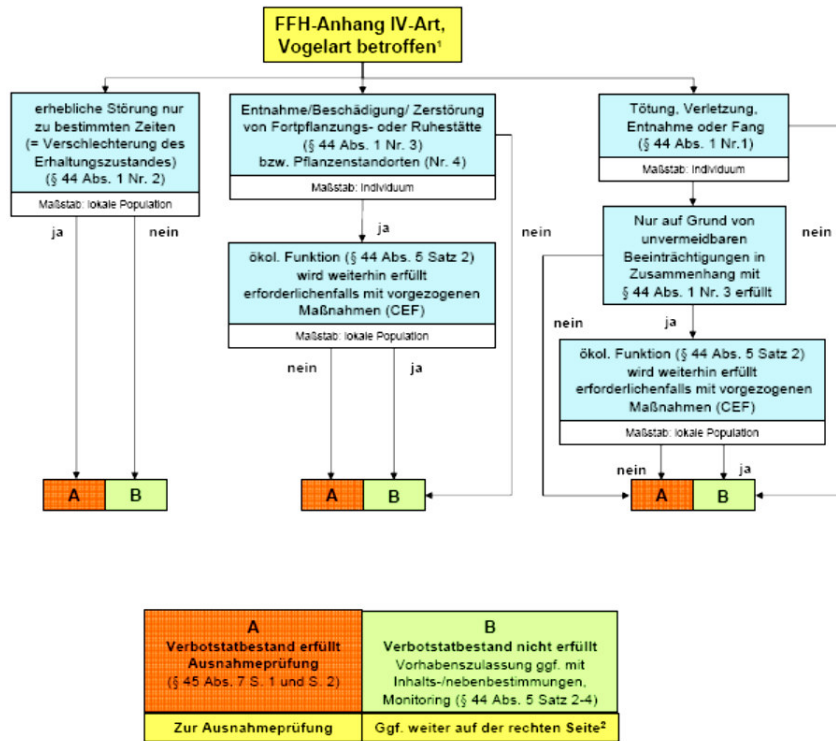 FFH-Anhang IV-Art,
Vogelart betroffen¹
erhebliche Störung nur
zu bestimmten Zeiten
(= Verschlechterung des
Erhaltungszustandes)
(§ 44 Abs. 1 Nr. 2)
Maßstab: lokale Population
ja
nein
A
B
Entnahme/Beschädigung/ Zerstörung
von Fortpflanzungs- oder Ruhestätte
(§ 44 Abs. 1 Nr. 3)
bzw. Pflanzenstandorten (Nr. 4)
Maßstab: Individuum
ja
nein
ökol. Funktion (§ 44 Abs. 5 Satz 2)
wird weiterhin erfüllt
erforderlichenfalls mit vorgezogenen
Maßnahmen (CEF)
Maßstab: lokale Population
nein
ja
A
B
Tötung, Verletzung,
Entnahme oder Fang
(§ 44 Abs. 1 Nr.1)
Maßstab: Individuum
nein
Nur auf Grund von
unvermeidbaren
Beeinträchtigungen in
Zusammenhang mit
§ 44 Abs. 1 Nr. 3 erfüllt
nein
ja
ökol. Funktion (§ 44 Abs. 5 Satz 2)
wird weiterhin erfüllt
erforderlichenfalls mit vorgezogenen
Maßnahmen (CEF)
Maßstab: lokale Population
nein
ja
A
B
A
Verbotstatbestand erfüllt
Ausnahmeprüfung
(§ 45 Abs. 7 S. 1 und S. 2)
Zur Ausnahmeprüfung
B
Verbotstatbestand nicht erfüllt
Vorhabenszulassung ggf. mit
Inhalts-/nebenbestimmungen,
Monitoring (§ 44 Abs. 5 Satz 2-4)
Ggf. weiter auf der rechten Seite²